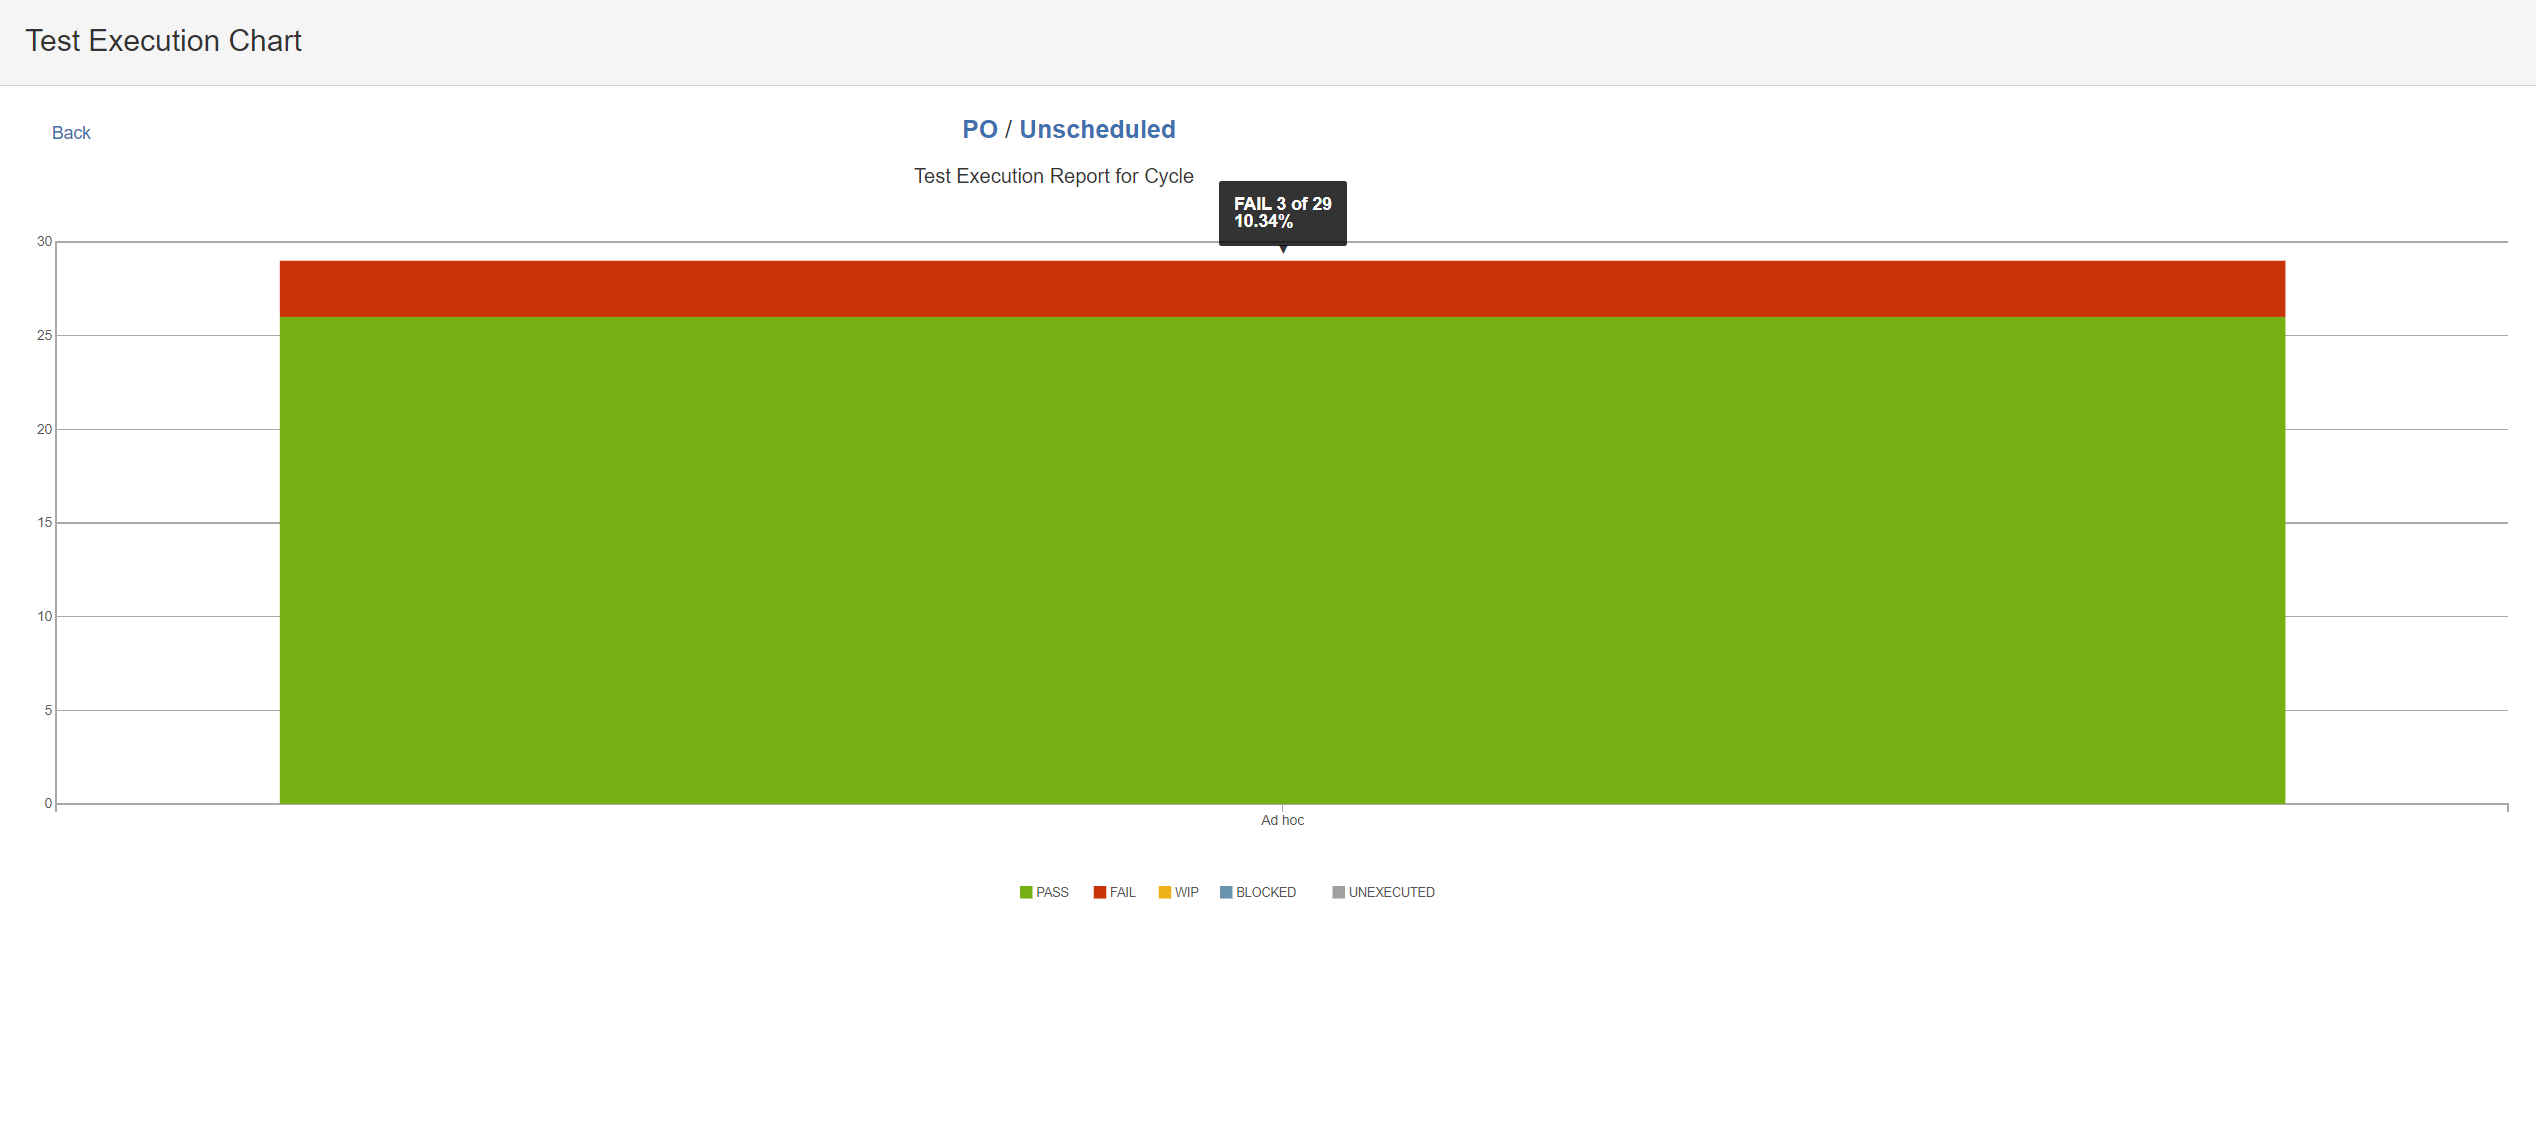 Test Execution Chart
Back
PO / Unscheduled
Test Execution Report for Cycle
FAIL 3 of 29
10.34%
30
25
20
15
10
5
0
Ad hoc
PASS FAIL WIP BLOCKED UNEXECUTED